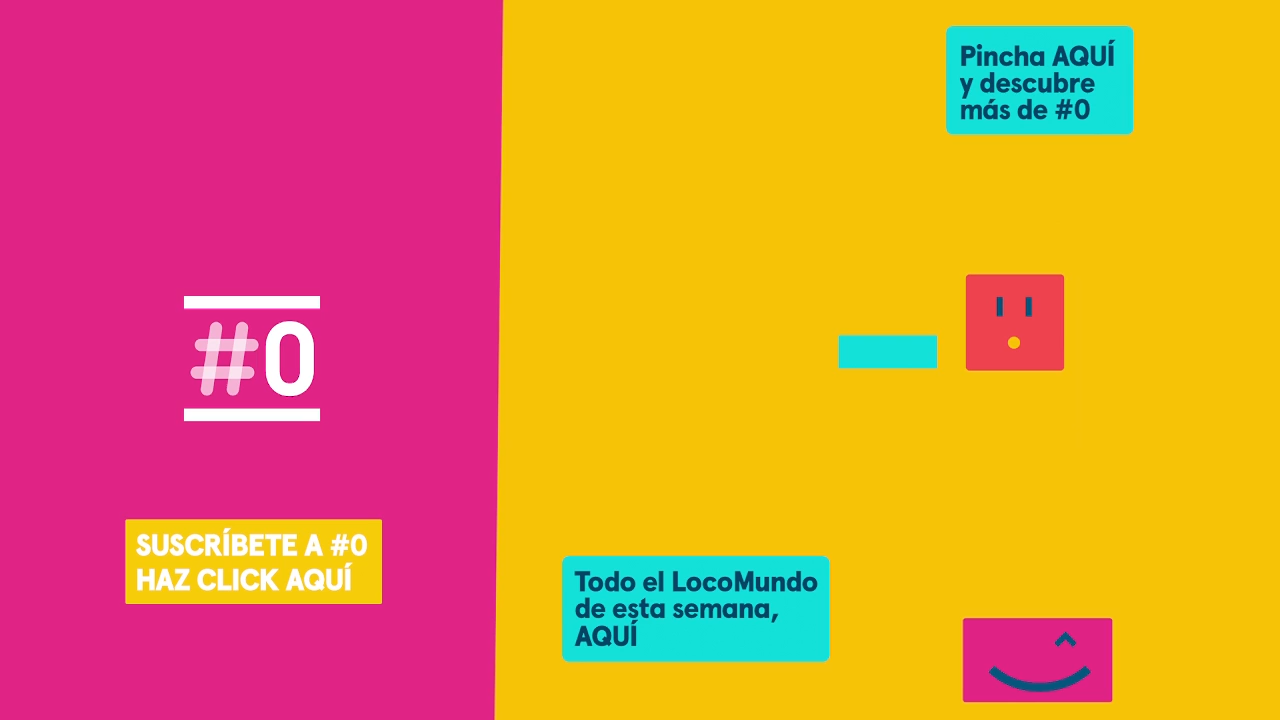 #0
SUSCRÍBETE A #0
HAZ CLICK AQUÍ
Pincha AQUÍ
y descubre
más de #0
Todo el LocoMundo
de esta semana,
AQUÍ